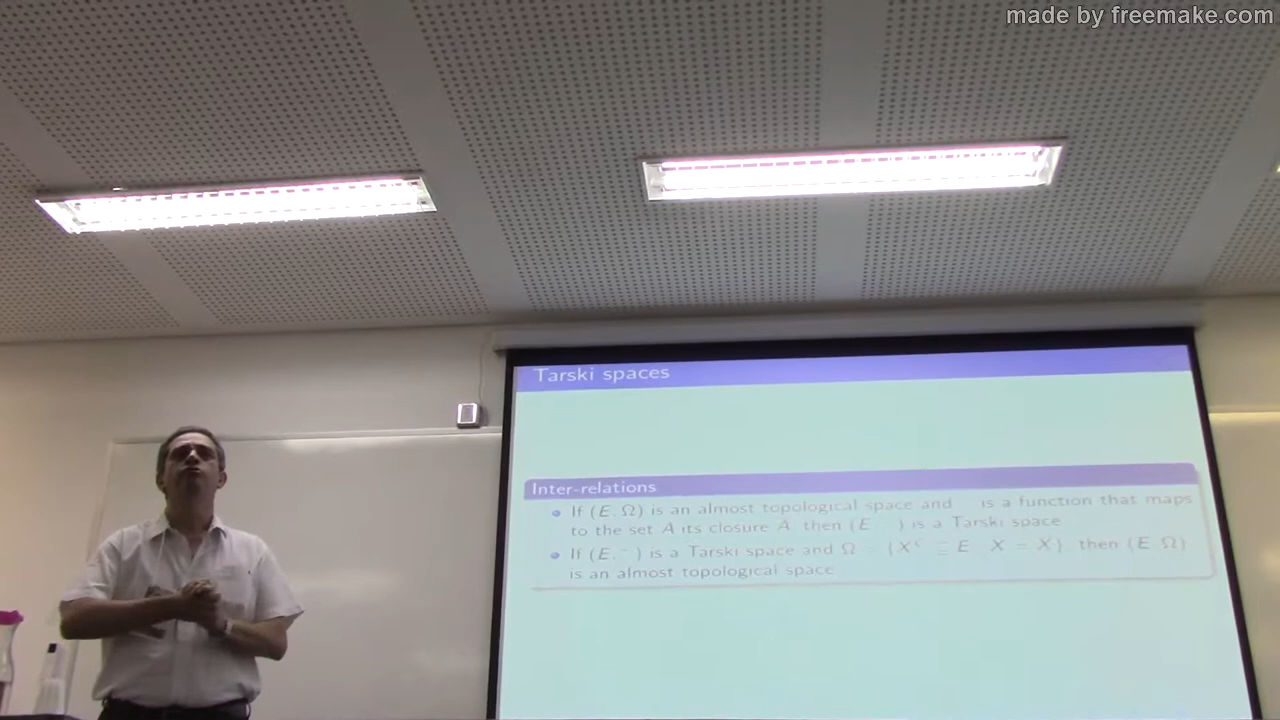 made by freemake.com
Tarski spaces
Inter-relations
If (E, Ω) is an almost topological space and is a function that maps
to the set A its closure A, then (E ) is a Tarski space
If (E, ¯) is a Tarski space and Ω = {X^C ⊆ E X = X} then (E Ω)
is an almost topological space